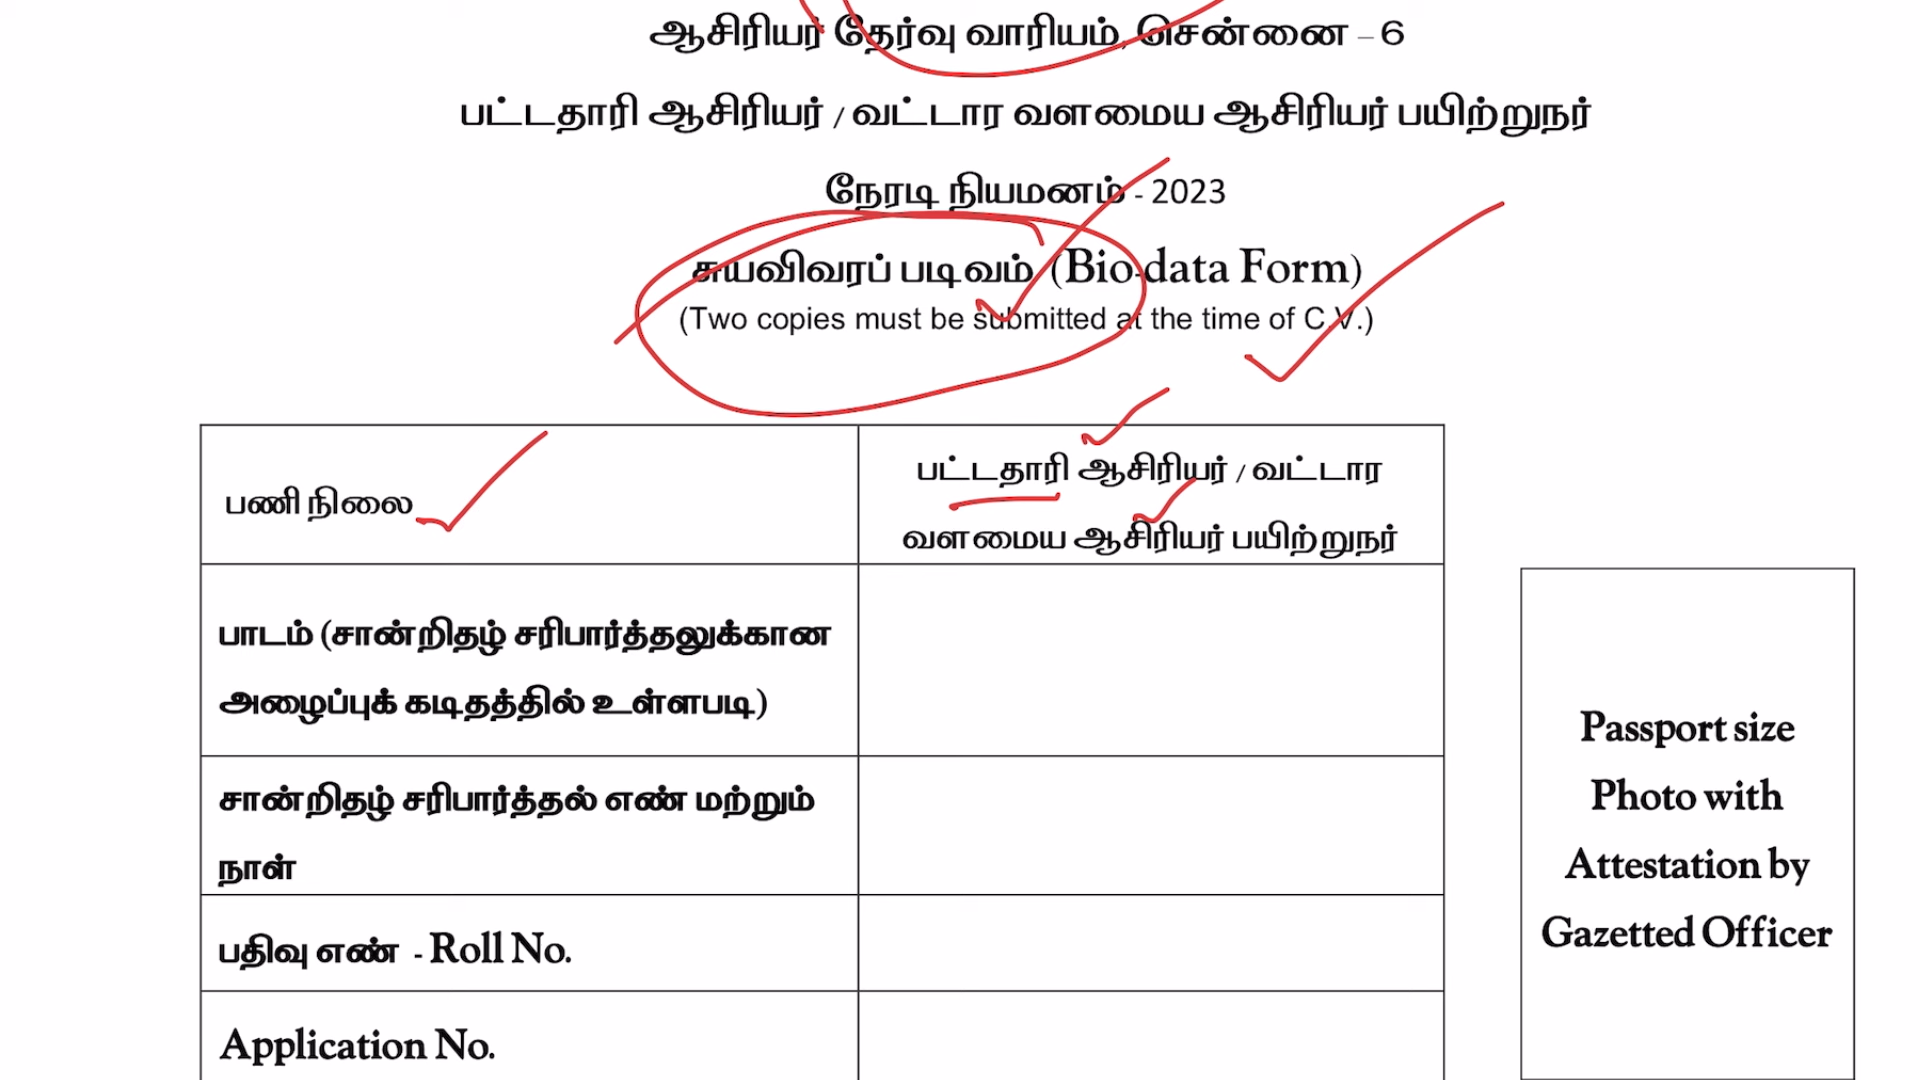 ஆசிரியர் தேர்வு வாரியம், சென்னை – 6
பட்டதாரி ஆசிரியர் / வட்டார வளமைய ஆசிரியர் பயிற்றுநர்
நேரடி நியமனம் - 2023
சுயவிவரப் படிவம் (Bio-data Form)
(Two copies must be submitted at the time of C.V.)
பணி நிலை
பட்டதாரி ஆசிரியர் / வட்டார
வளமைய ஆசிரியர் பயிற்றுநர்
பாடம் (சான்றிதழ் சரிபார்த்தலுக்கான
அழைப்புக் கடிதத்தில் உள்ளபடி)
சான்றிதழ் சரிபார்த்தல் எண் மற்றும்
நாள்
பதிவு எண் - Roll No.
Application No.
Passport size
Photo with
Attestation by
Gazetted Officer